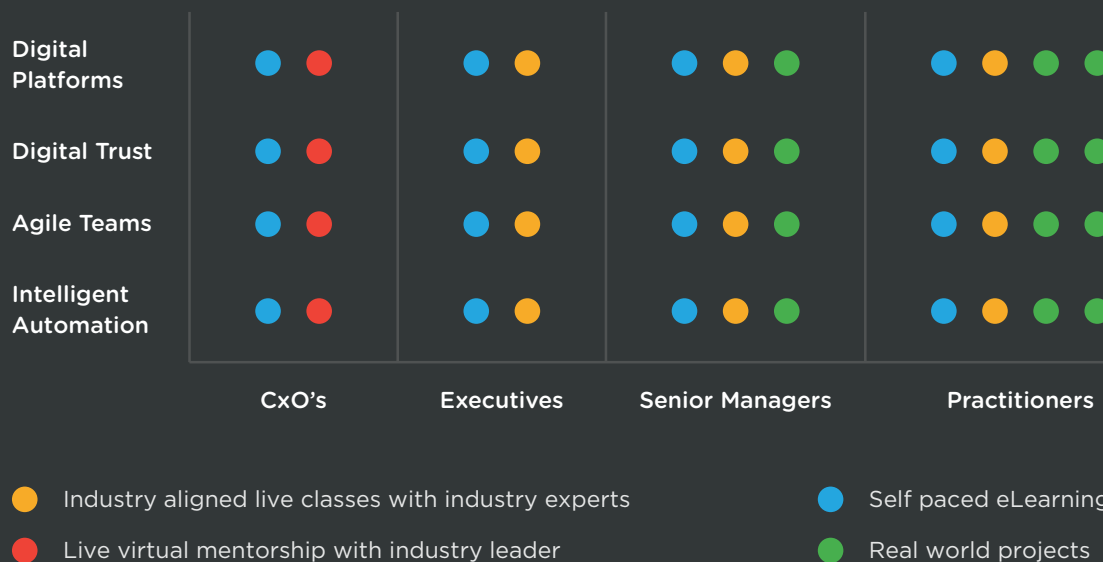 Digital
Platforms
Digital Trust
Agile Teams
Intelligent
Automation
CxO's Executives Senior Managers Practitioners
Industry aligned live classes with industry experts
Self paced eLearning
Live virtual mentorship with industry leader
Real world projects